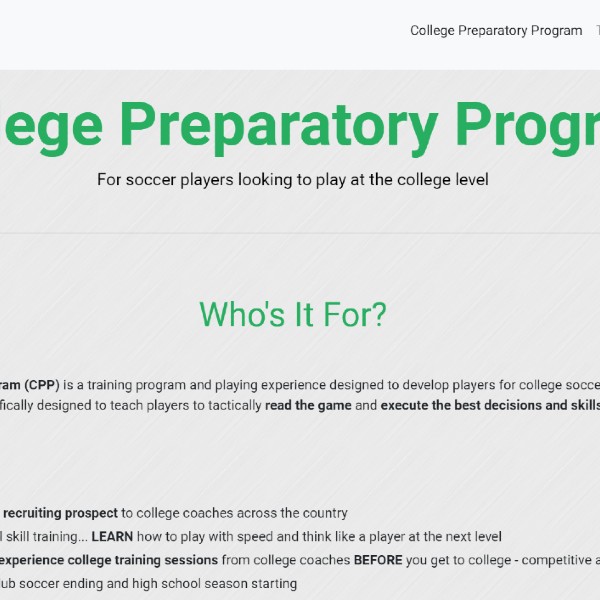 College Preparatory Program
lege Preparatory Progr
For soccer players looking to play at the college level
Who's It For?
ram (CPP) is a training program and playing experience designed to develop players for college socce
fically designed to teach players to tactically read the game and execute the best decisions and skills
recruiting prospect to college coaches across the country
l skill training... LEARN how to play with speed and think like a player at the next level
experience college training sessions from college coaches BEFORE you get to college - competitive a
lub soccer ending and high school season starting